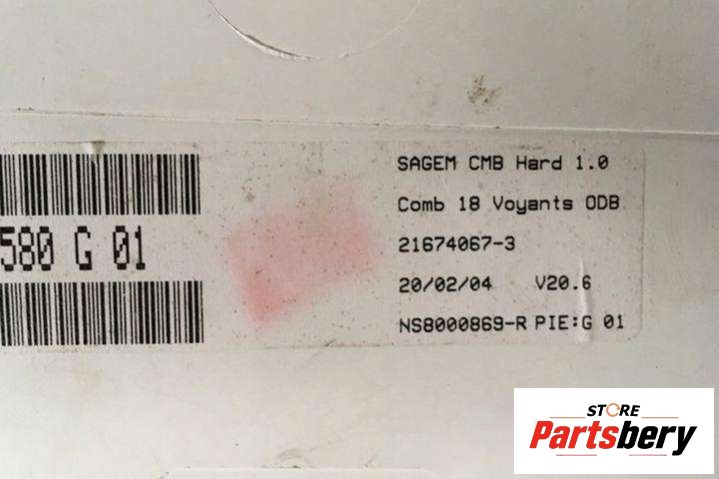 SAGEM CMB Hard 1.0
Comb 18 Voyants ODB
580 G 01
21674067-3
20/02/04 V20.6
NS8000869-R PIE:G 01
STORE
Partsbery